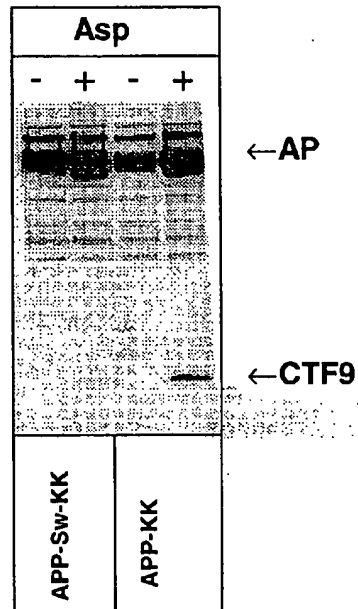 Asp
- + - +
←AP
←CTF9
APP-Sw-KK
APP-KK